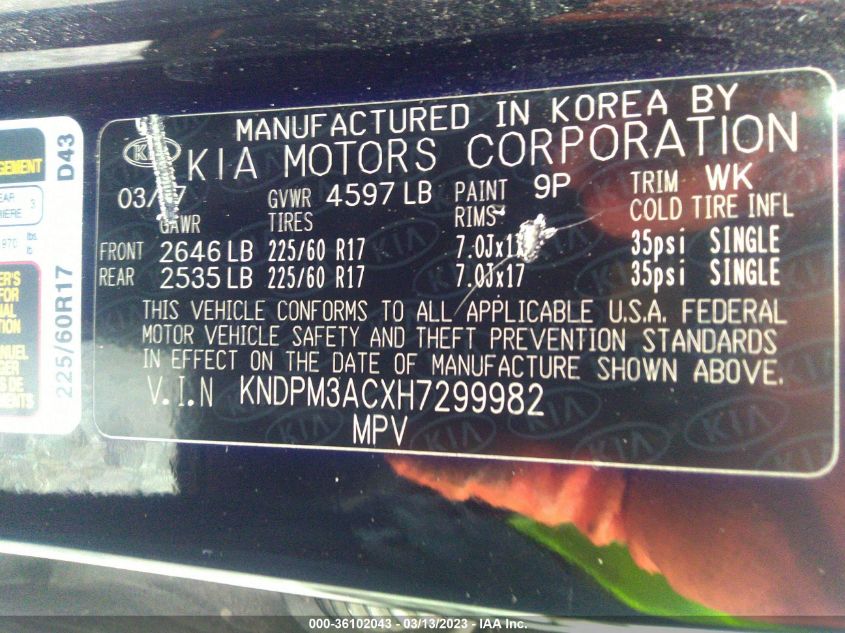 MANUFACTURED IN KOREA BY
KIA KIA MOTORS CORPORATION
GVWR 4597 LB PAINT 9P TRIM WK
GAWR TIRES RIMS COLD TIRE INFL
FRONT 2646 LB 225/60 R17 35psi SINGLE
REAR 2535 LB 225/60 R17 7.0Jx17 35psi SINGLE
THIS VEHICLE CONFORMS TO ALL APPLICABLE U.S.A. FEDERAL
MOTOR VEHICLE SAFETY AND THEFT PREVENTION STANDARDS
IN EFFECT ON THE DATE OF MANUFACTURE SHOWN ABOVE.
V.I.N KNDPM3ACXH7299982
MPV
225/60R17 D43
000-36102043 - 03/13/2023 - IAA Inc.